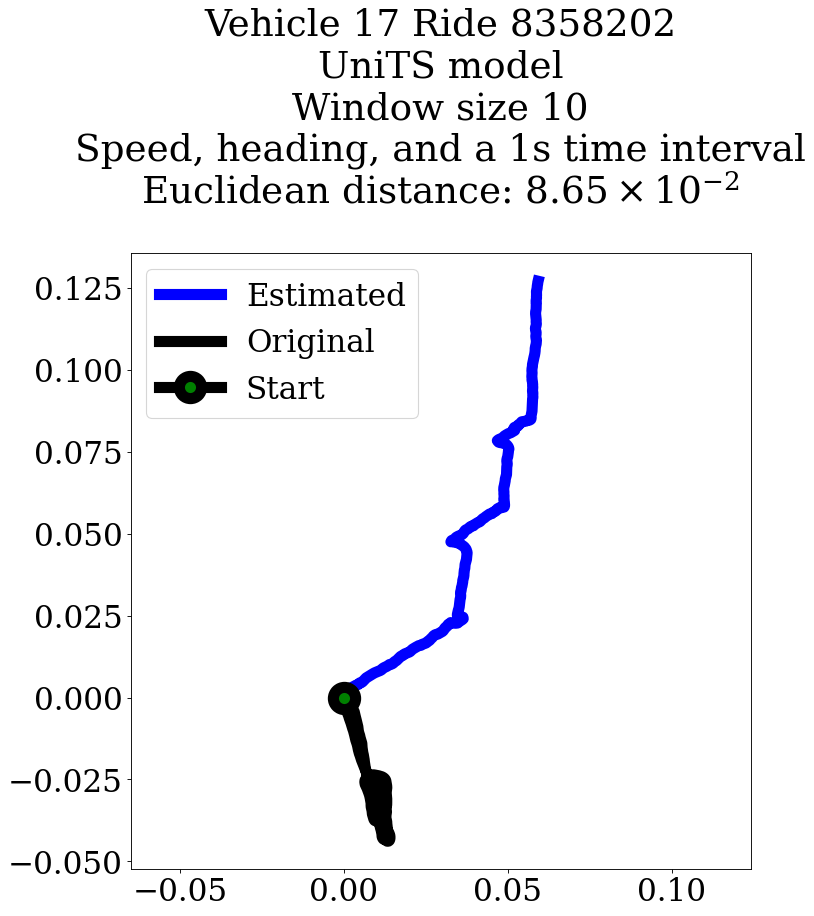 Vehicle 17 Ride 8358202
UniTS model
Window size 10
Speed, heading, and a 1s time interval
Euclidean distance: 8.65 × 10⁻²
Estimated
Original
Start
0.125
0.100
0.075
0.050
0.025
0.000
−0.025
−0.050
−0.05 0.00 0.05 0.10